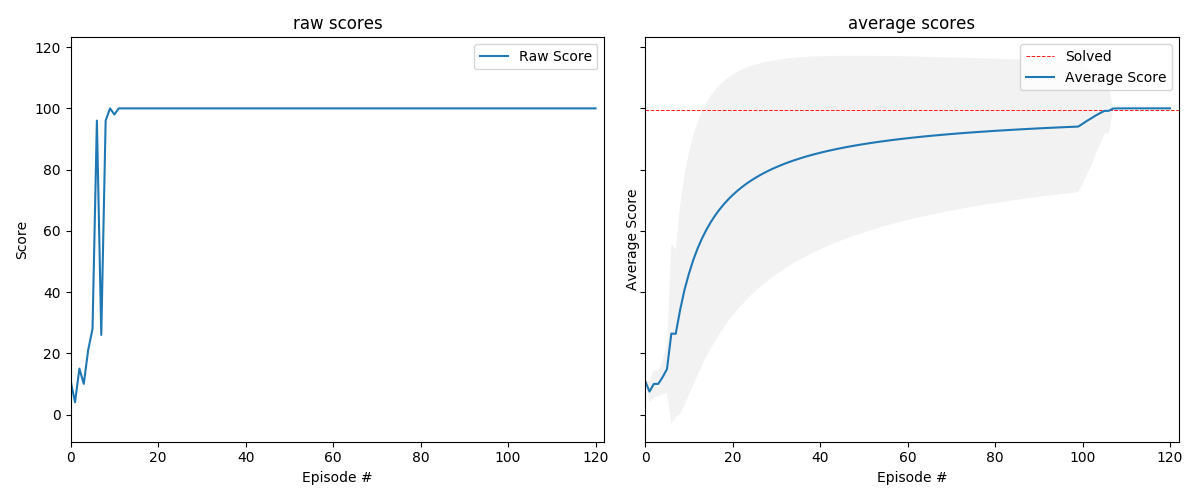 raw scores
Raw Score
Score
120
100
80
60
40
20
0
0 20 40 60 80 100 120
Episode #
average scores
Solved
Average Score
Average Score
0 20 40 60 80 100 120
Episode #